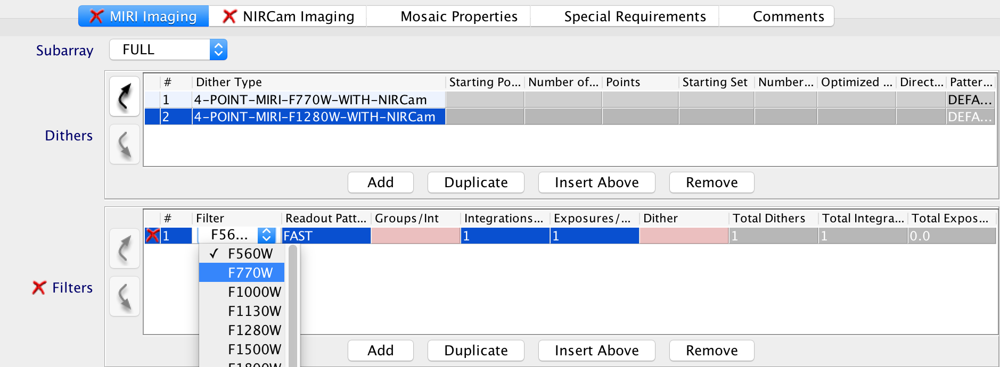 MIRI Imaging NIRCam Imaging Mosaic Properties Special Requirements Comments
Subarray FULL
# Dither Type Starting Po... Number of... Points Starting Set Number... Optimized ... Direct... Patter...
1 4-POINT-MIRI-F770W-WITH-NIRCam DEFA...
2 4-POINT-MIRI-F1280W-WITH-NIRCam DEFA...
Dithers
Add Duplicate Insert Above Remove
# Filter Readout Patt... Groups/Int Integrations... Exposures/... Dither Total Dithers Total Integra... Total Expos...
1 F56... FAST 1 1 1 1 0.0
✓ F560W
F770W
Filters
F1000W
F1130W
F1280W
F1500W
Add Duplicate Insert Above Remove
F1800W